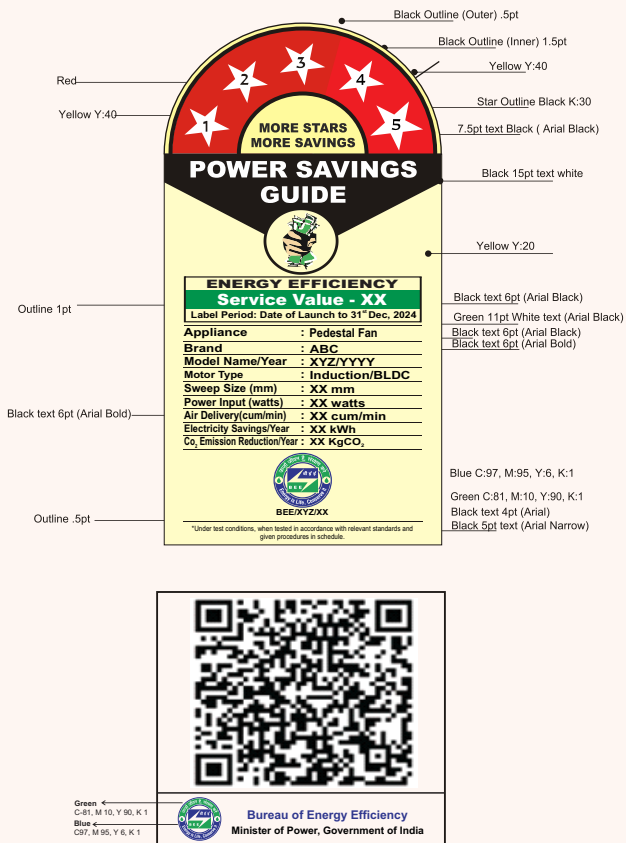 Black Outline (Outer) .5pt
Black Outline (Inner) 1.5pt
Yellow Y:40
Red
Yellow Y:40
Star Outline Black K:30
7.5pt text Black ( Arial Black)
1
2
3
4
5
MORE STARS
MORE SAVINGS
POWER SAVINGS
GUIDE
Black 15pt text white
Yellow Y:20
ENERGY EFFICIENCY
Service Value - XX
Label Period: Date of Launch to 31st Dec, 2024
Appliance : Pedestal Fan
Brand : ABC
Model Name/Year : XYZ/YYYY
Motor Type : Induction/BLDC
Sweep Size (mm) : XX mm
Power Input (watts) : XX watts
Air Delivery(cum/min) : XX cum/min
Electricity Savings/Year : XX kWh
Co2 Emission Reduction/Year : XX KgCO2
Outline 1pt
Black text 6pt (Arial Black)
Green 11pt White text (Arial Black)
Black text 6pt (Arial Black)
Black text 6pt (Arial Bold)
Black text 6pt (Arial Bold)
BEE
Energy is Life, Conserve it
BEE/XYZ/XX
Blue C:97, M:95, Y:6, K:1
Green C:81, M:10, Y:90, K:1
Black text 4pt (Arial)
Black 5pt text (Arial Narrow)
Outline .5pt
*Under test conditions, when tested in accordance with relevant standards and
given procedures in schedule.
Green
C-81, M 10, Y 90, K 1
Blue
C97, M 95, Y 6, K 1
Bureau of Energy Efficiency
Minister of Power, Government of India